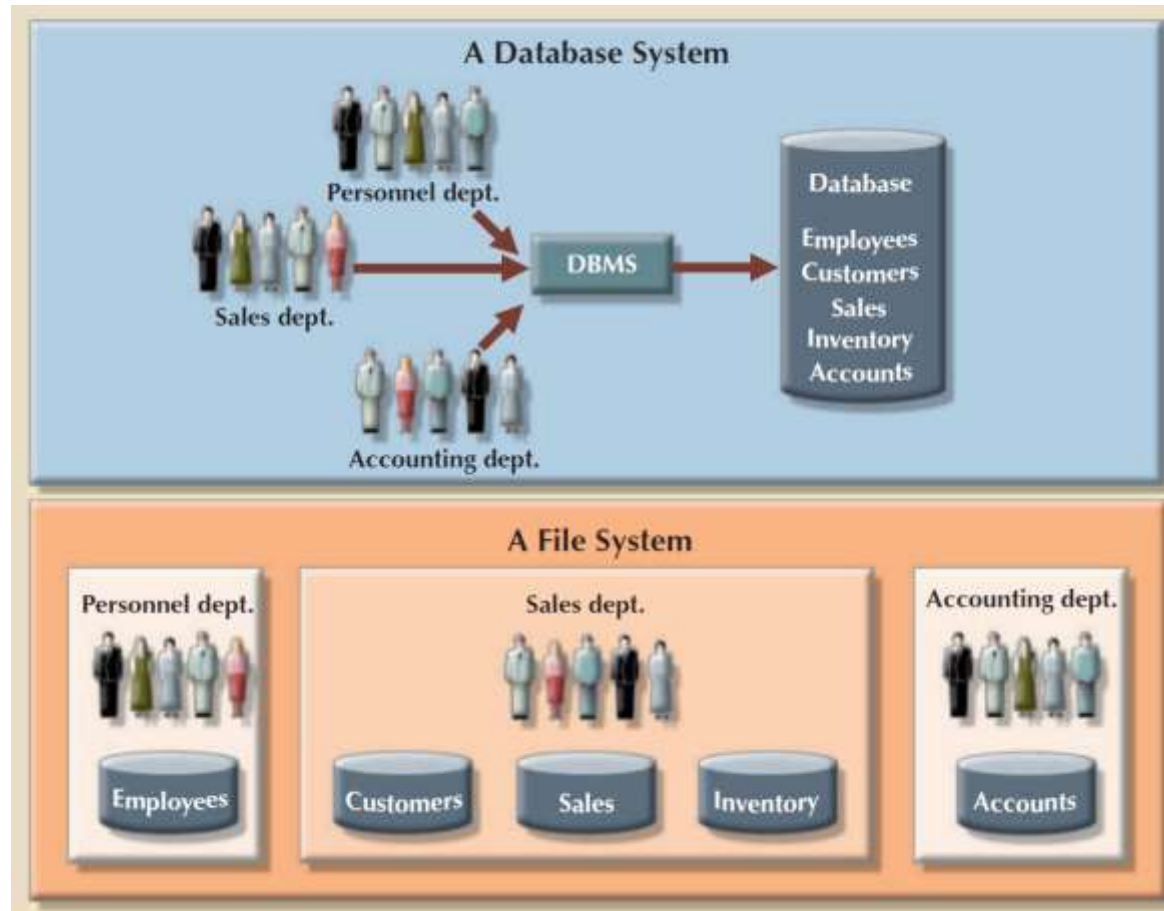 A Database System
Personnel dept.
Sales dept.
Accounting dept.
DBMS
Database
Employees
Customers
Sales
Inventory
Accounts
A File System
Personnel dept.
Employees
Sales dept.
Customers
Sales
Inventory
Accounting dept.
Accounts